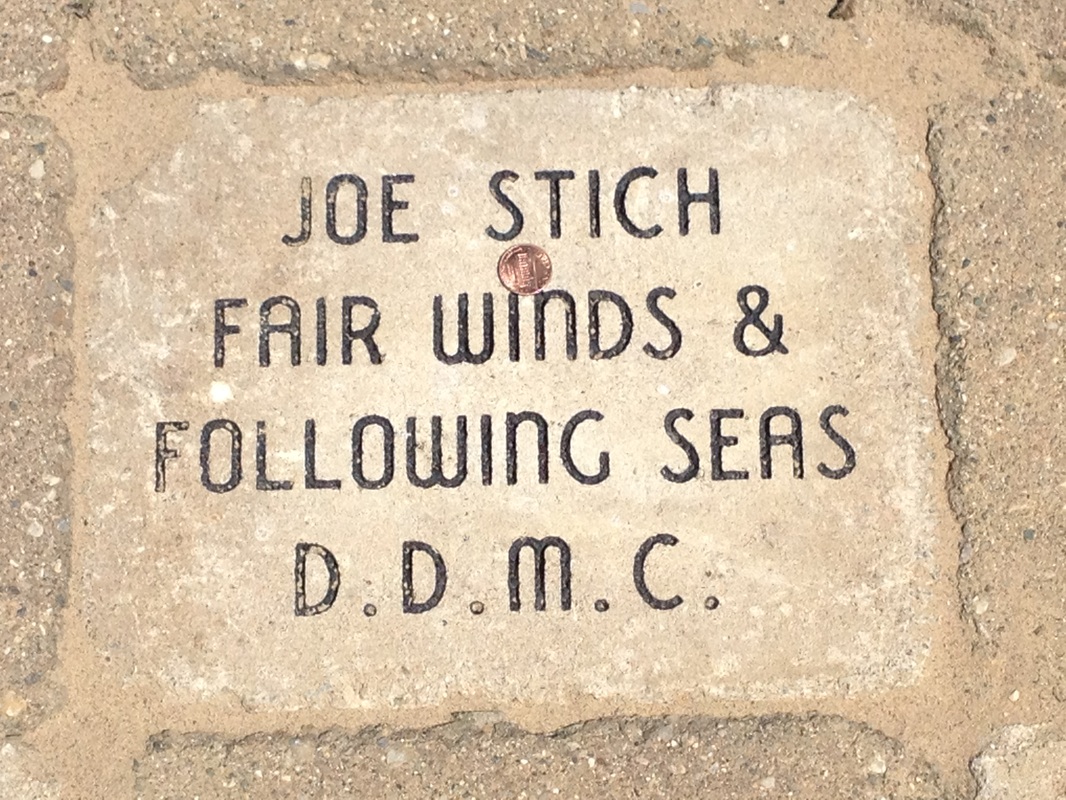 JOE STICH
FAIR WINDS &
FOLLOWING SEAS
D.D.M.C.